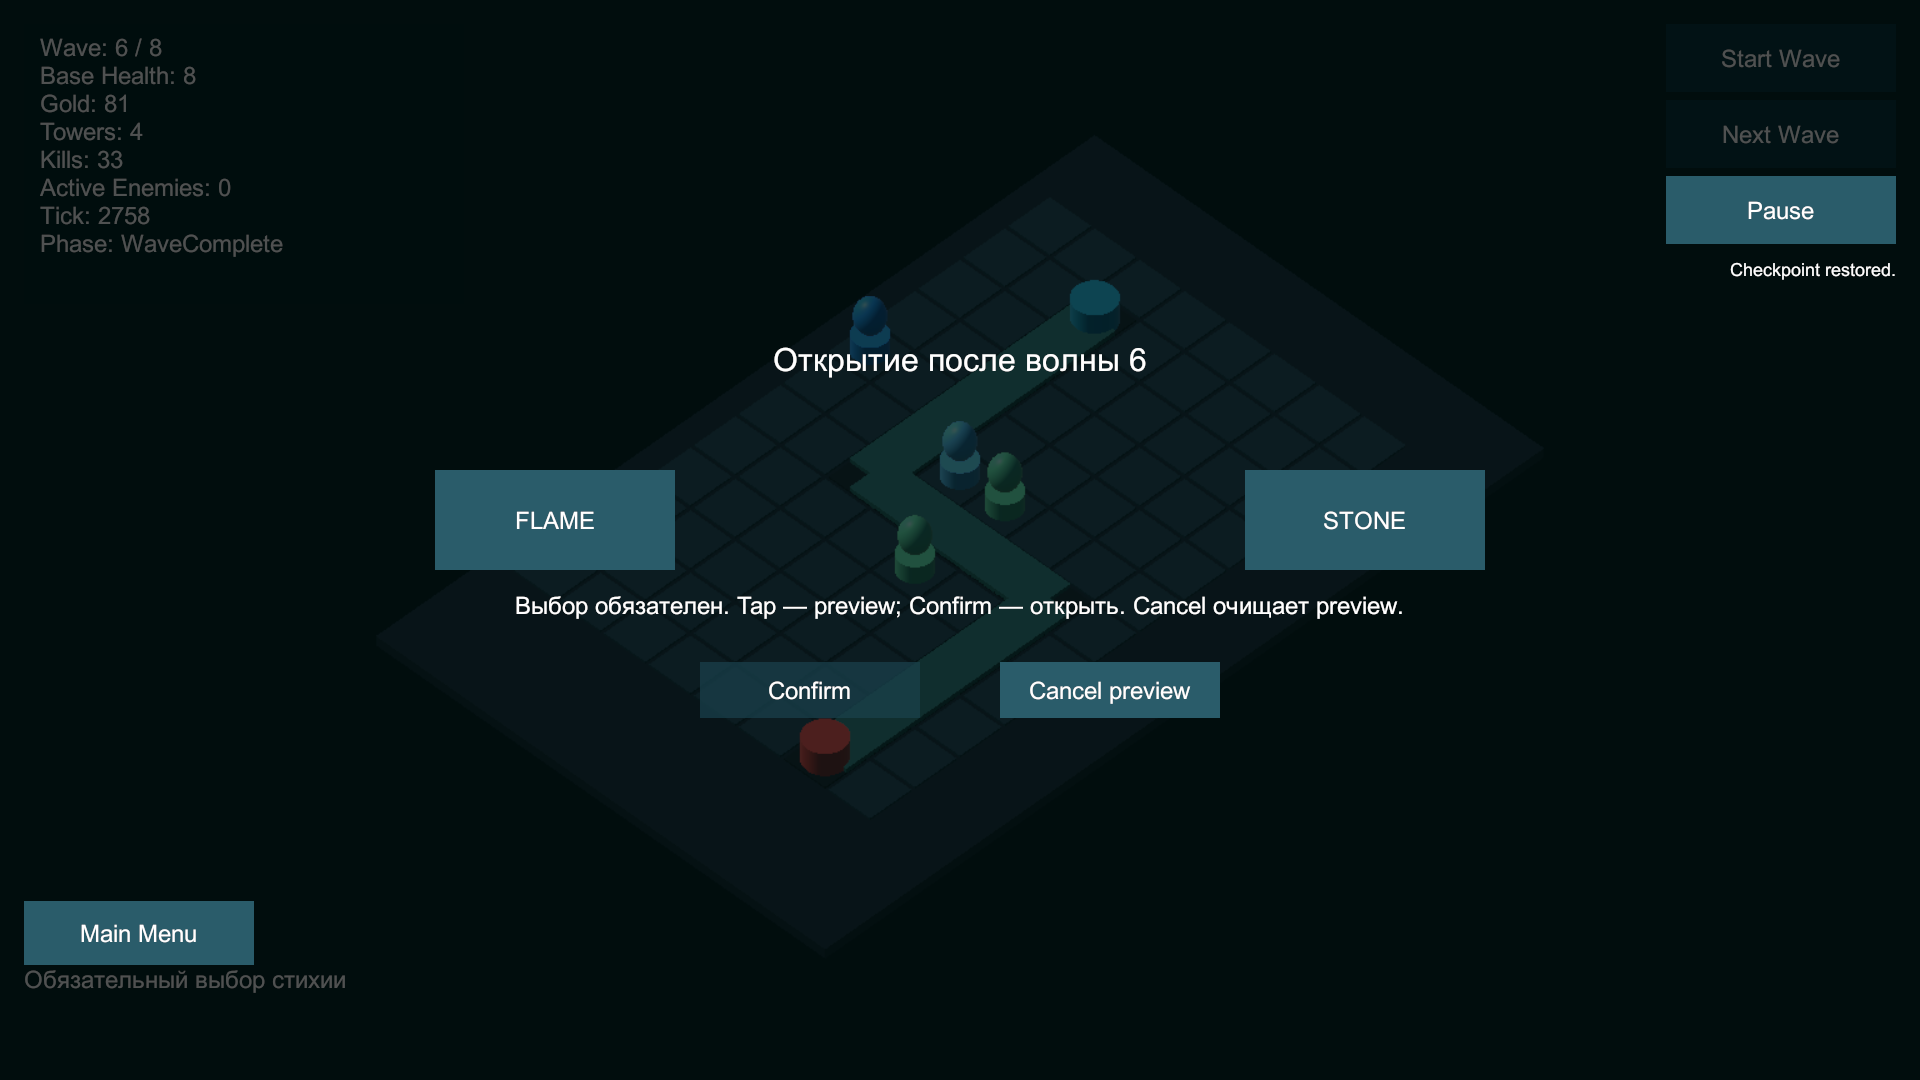 Wave: 6 / 8
Base Health: 8
Gold: 81
Towers: 4
Kills: 33
Active Enemies: 0
Tick: 2758
Phase: WaveComplete
Start Wave
Next Wave
Pause
Checkpoint restored.
Открытие после волны 6
FLAME
STONE
Выбор обязателен. Tap — preview; Confirm — открыть. Cancel очищает preview.
Confirm
Cancel preview
Main Menu
Обязательный выбор стихии